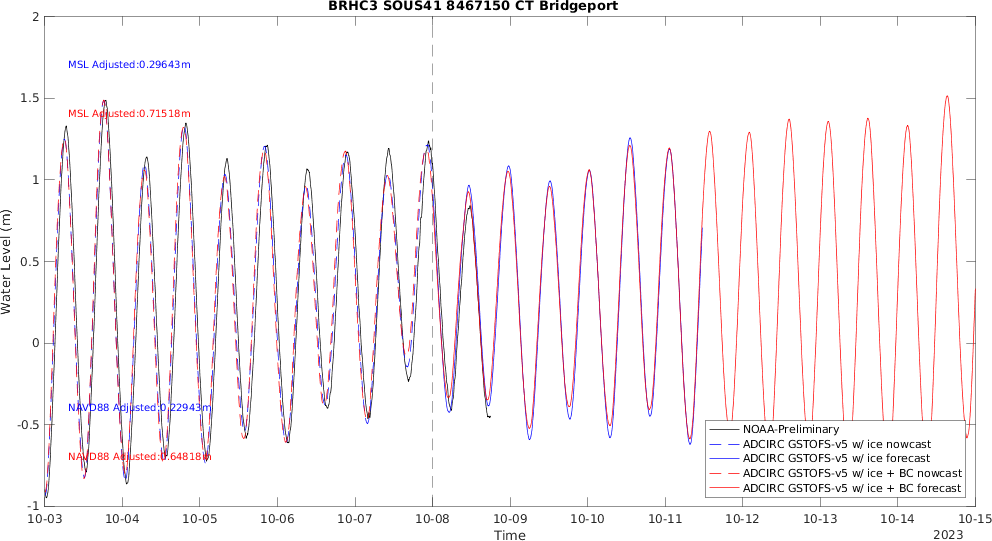 BRHC3 SOUS41 8467150 CT Bridgeport
2
MSL Adjusted:0.29643m
1.5
MSL Adjusted:0.71518m
1
Water Level (m)
0.5
0
NAVD88 Adjusted:0.22943m
-0.5
NAVD88 Adjusted:0.64818m
NOAA-Preliminary
ADCIRC GSTOFS-v5 w/ ice nowcast
ADCIRC GSTOFS-v5 w/ ice forecast
ADCIRC GSTOFS-v5 w/ ice + BC nowcast
ADCIRC GSTOFS-v5 w/ ice + BC forecast
-1
10-03 10-04 10-05 10-06 10-07 10-08 10-09 10-10 10-11 10-12 10-13 10-14 10-15
Time
2023